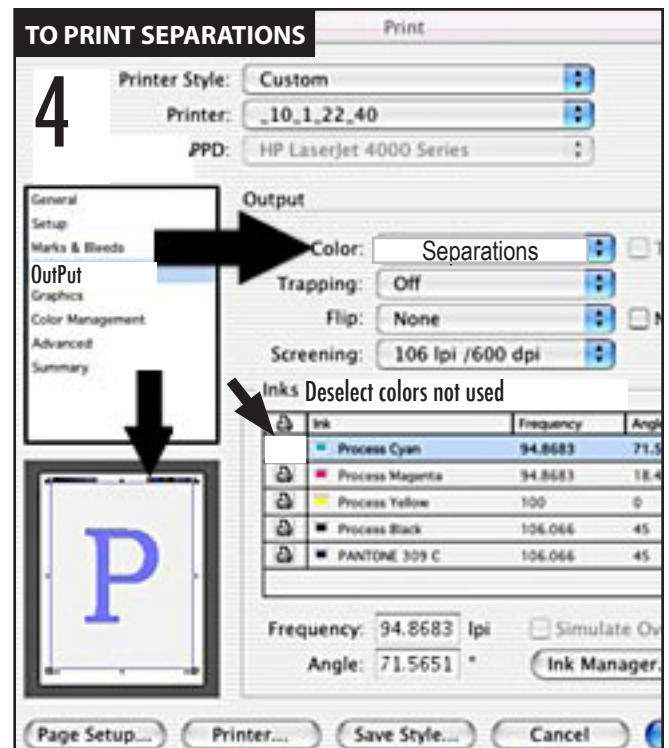 TO PRINT SEPARATIONS
Print
4
Printer Style: Custom
Printer: _10_1_22_40
PPD: HP LaserJet 4000 Series
General
Setup
Marks & Bleeds
OutPut
Graphics
Color Management
Advanced
Summary
Output
Color: Separations
Trapping: Off
Flip: None
Screening: 106 lpi /600 dpi
Inks Deselect colors not used
Ink Frequency Angl
Process Cyan 94.8683 71.5
Process Magenta 94.8683 18.4
Process Yellow 100 0
Process Black 106.066 45
PANTONE 309 C 106.066 45
P
Frequency: 94.8683 lpi Simulate Ov
Angle: 71.5651 ° Ink Manager.
Page Setup... Printer... Save Style... Cancel